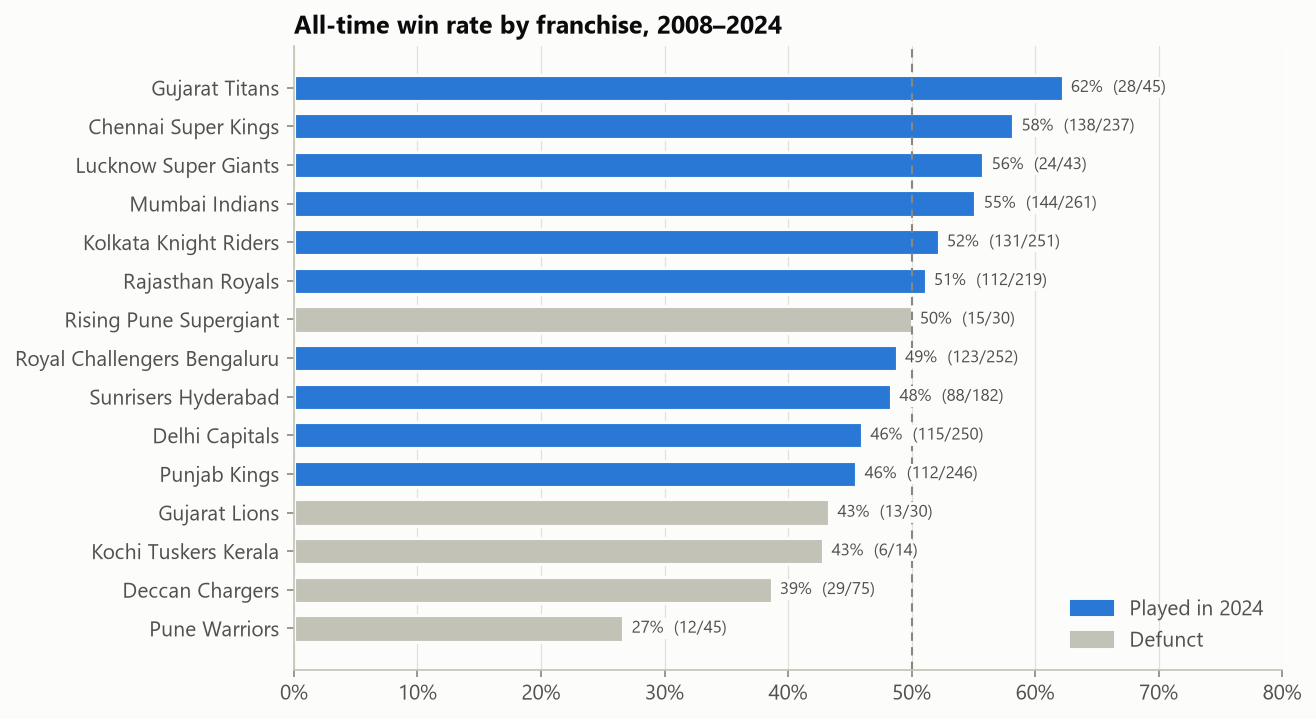 All-time win rate by franchise, 2008–2024
Gujarat Titans 62% (28/45)
Chennai Super Kings 58% (138/237)
Lucknow Super Giants 56% (24/43)
Mumbai Indians 55% (144/261)
Kolkata Knight Riders 52% (131/251)
Rajasthan Royals 51% (112/219)
Rising Pune Supergiant 50% (15/30)
Royal Challengers Bengaluru 49% (123/252)
Sunrisers Hyderabad 48% (88/182)
Delhi Capitals 46% (115/250)
Punjab Kings 46% (112/246)
Gujarat Lions 43% (13/30)
Kochi Tuskers Kerala 43% (6/14)
Deccan Chargers 39% (29/75)
Pune Warriors 27% (12/45)
Played in 2024
Defunct
0% 10% 20% 30% 40% 50% 60% 70% 80%